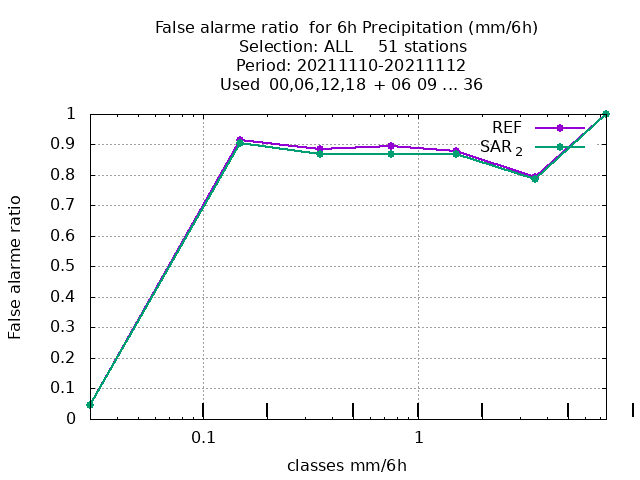 False alarme ratio  for 6h Precipitation (mm/6h)
Selection: ALL     51 stations
Period: 20211110-20211112
Used  00,06,12,18  + 06 09 ... 36
REF
SAR 2
1
0.9
0.8
0.7
0.6
0.5
0.4
0.3
0.2
0.1
0
False alarme ratio
0.1
1
classes mm/6h